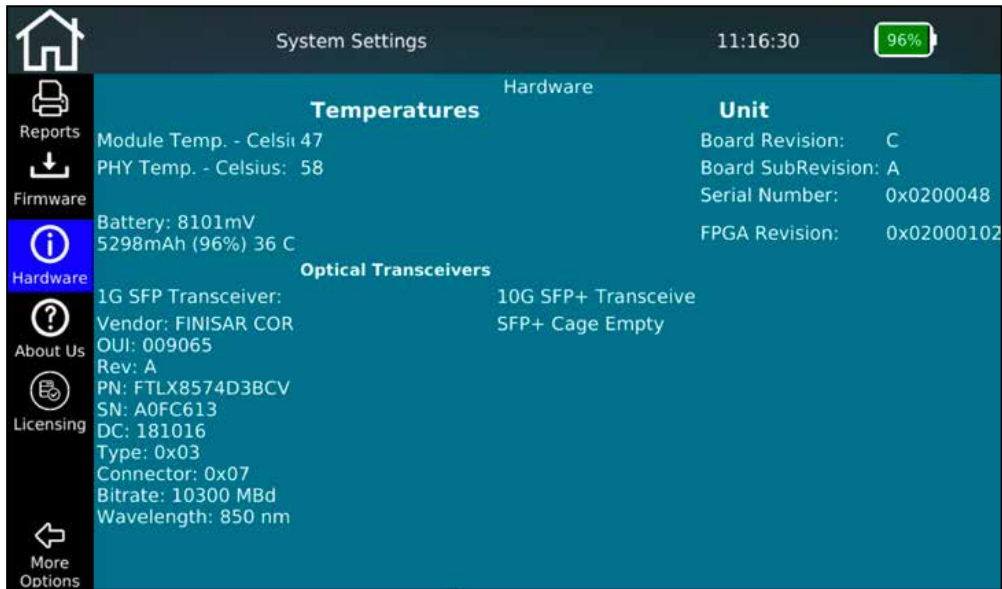 System Settings 11:16:30 96%
Hardware
Temperatures Unit
Reports
Module Temp. - Celsi 47 Board Revision: C
PHY Temp. - Celsius: 58 Board SubRevision: A
Firmware
Serial Number: 0x0200048
Battery: 8101mV
5298mAh (96%) 36 C
FPGA Revision: 0x02000102
Hardware
Optical Transceivers
1G SFP Transceiver: 10G SFP+ Transceive
Vendor: FINISAR COR SFP+ Cage Empty
About Us
OUI: 009065
Rev: A
PN: FTLX8574D3BCV
SN: A0FC613
Licensing
DC: 181016
Type: 0x03
Connector: 0x07
Bitrate: 10300 MBd
Wavelength: 850 nm
More
Options